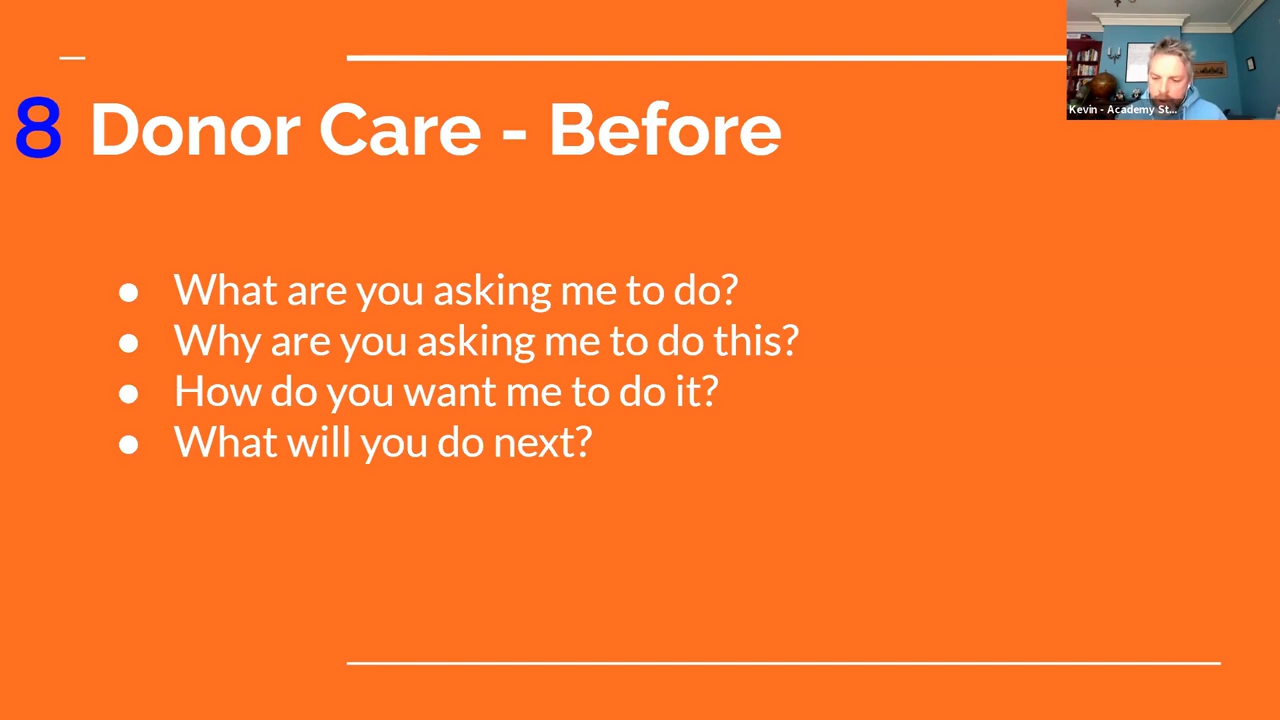 8 Donor Care - Before
Kevin - Academy St...
● What are you asking me to do?
● Why are you asking me to do this?
● How do you want me to do it?
● What will you do next?